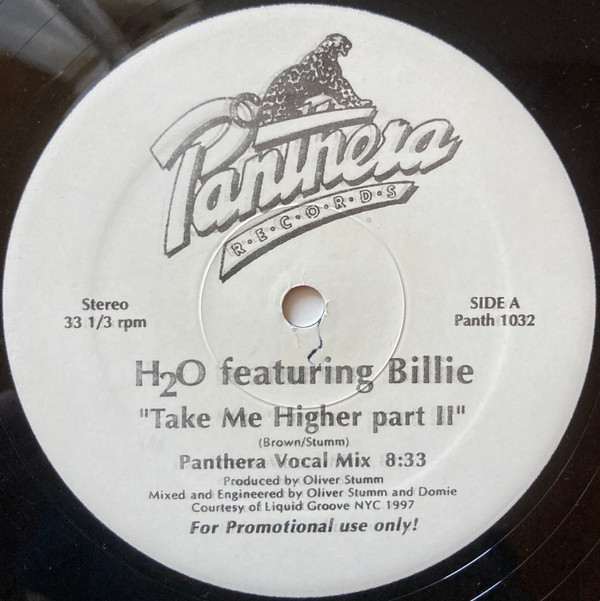 Panthera
R•E•C•O•R•D•S
Stereo
33 1/3 rpm
SIDE A
Panth 1032
H2O featuring Billie
"Take Me Higher part II"
(Brown/Stumm)
Panthera Vocal Mix 8:33
Produced by Oliver Stumm
Mixed and Engineered by Oliver Stumm and Domie
Courtesy of Liquid Groove NYC 1997
For Promotional use only!